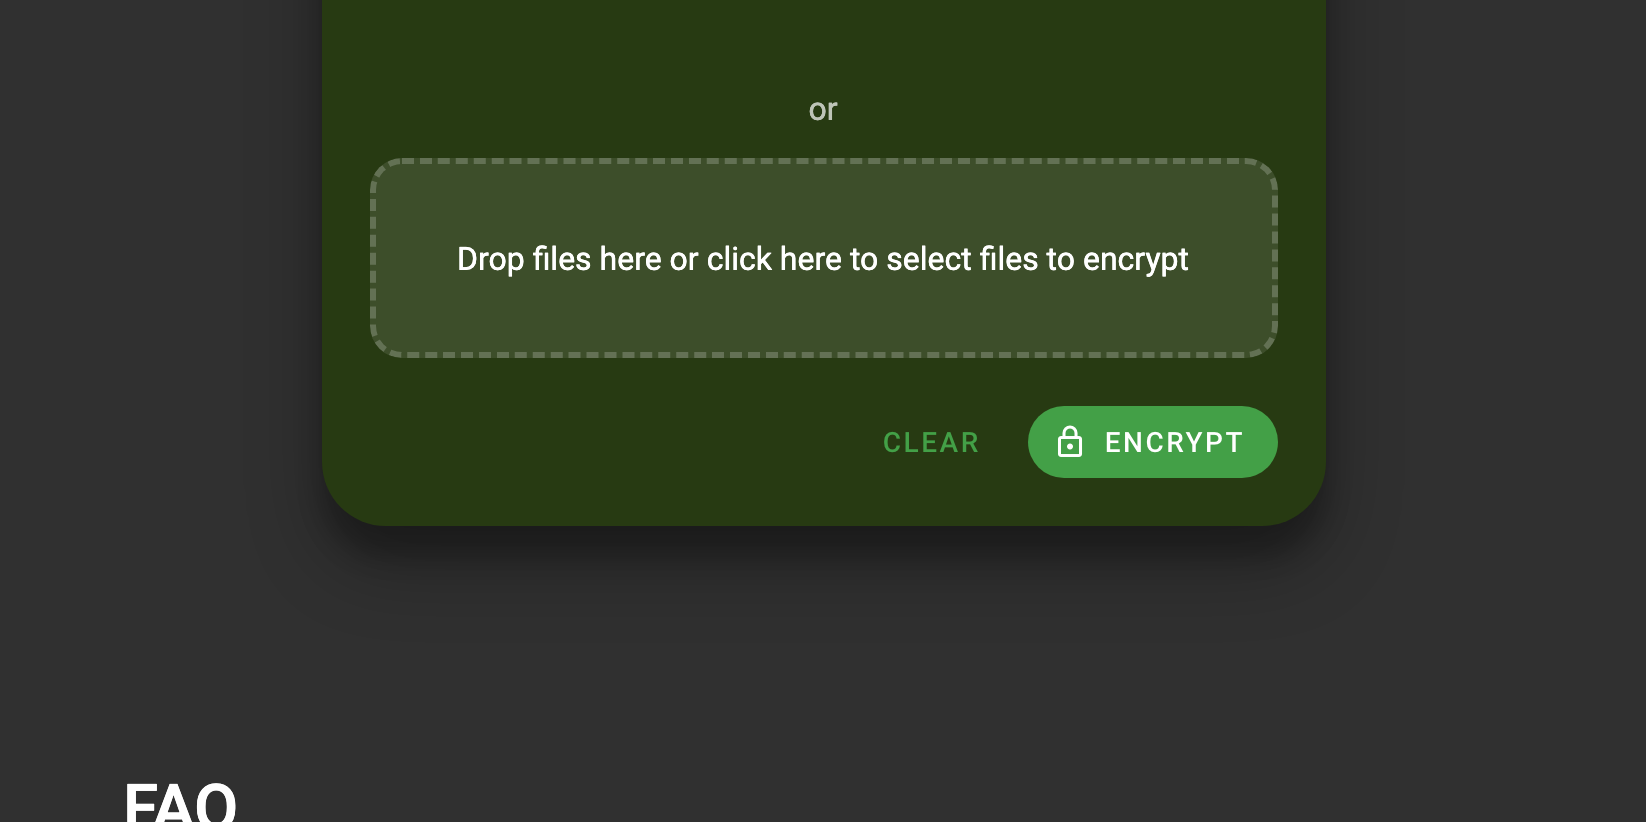 or
Drop files here or click here to select files to encrypt
CLEAR
ENCRYPT
FAQ